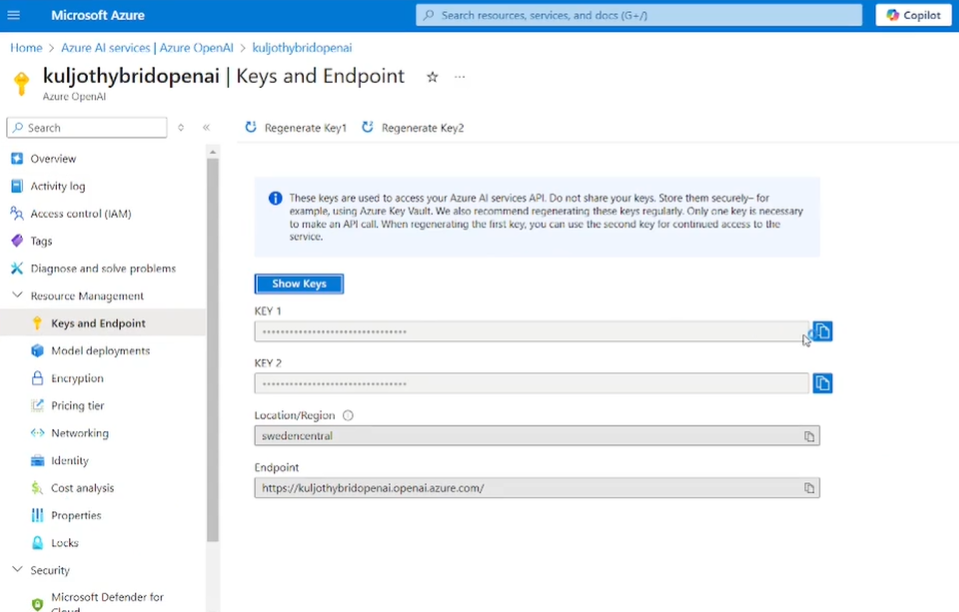 Microsoft Azure
Search resources, services, and docs (G+/)
Copilot
Home > Azure AI services | Azure OpenAI > kuljothybridopenai
kuljothybridopenai | Keys and Endpoint
Azure OpenAI
Search
Regenerate Key1
Regenerate Key2
Overview
Activity log
Access control (IAM)
Tags
Diagnose and solve problems
Resource Management
Keys and Endpoint
Model deployments
Encryption
Pricing tier
Networking
Identity
Cost analysis
Properties
Locks
Security
Microsoft Defender for
Cloud
These keys are used to access your Azure AI services API. Do not share your keys. Store them securely– for
example, using Azure Key Vault. We also recommend regenerating these keys regularly. Only one key is necessary
to make an API call. When regenerating the first key, you can use the second key for continued access to the
service.
Show Keys
KEY 1
KEY 2
Location/Region
swedencentral
Endpoint
https://kuljothybridopenai.openai.azure.com/